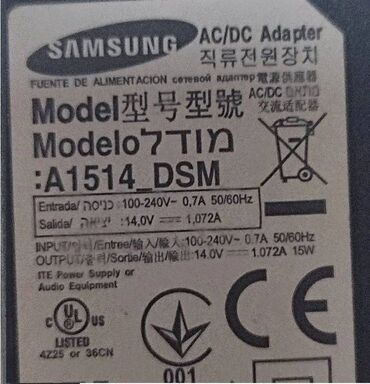 SAMSUNG
AC/DC Adapter
직류전원장치
FUENTE DE ALIMENTACION сетевой адаптер 電源供應器
AC/DC מתאם
交流适配器
Model型号型號
Modeloמודל
:A1514_DSM
Entrada/כניסה :100-240V~ 0,7A 50/60Hz
Salida/יציאה :14,0V⎓ 1,072A
INPUT/입력/Entree/输入/輸入:100-240V~ 0.7A 50/60Hz
OUTPUT/출력/Sortie/输出/輸出:14.0V⎓ 1.072A 15W
ITE Power Supply or
Audio Equipment
c UL us
LISTED
4Z25 or 36CN
001
CE